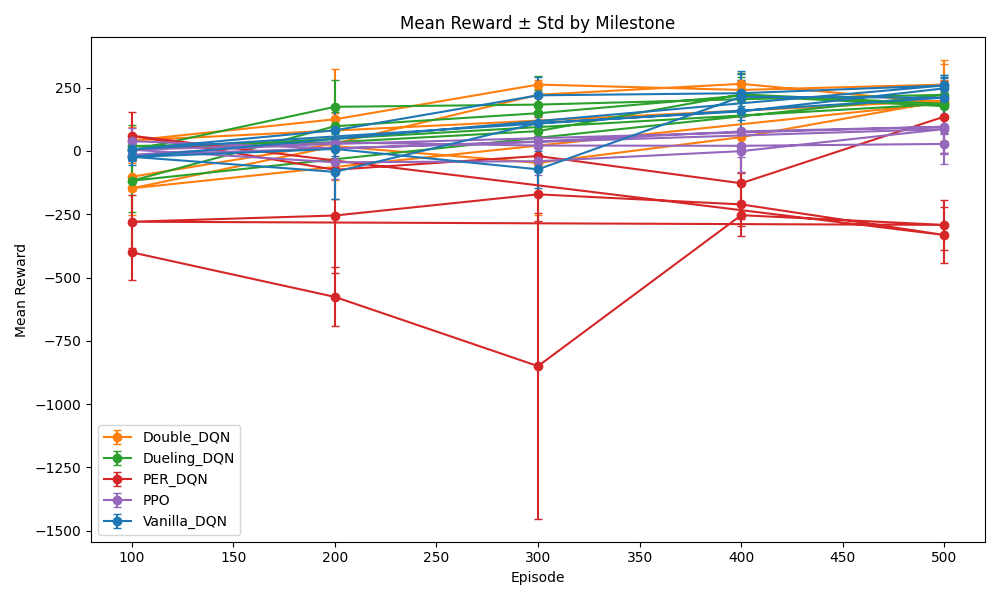 Mean Reward ± Std by Milestone
Mean Reward
250
0
−250
−500
−750
−1000
−1250
−1500
Double_DQN
Dueling_DQN
PER_DQN
PPO
Vanilla_DQN
100 150 200 250 300 350 400 450 500
Episode